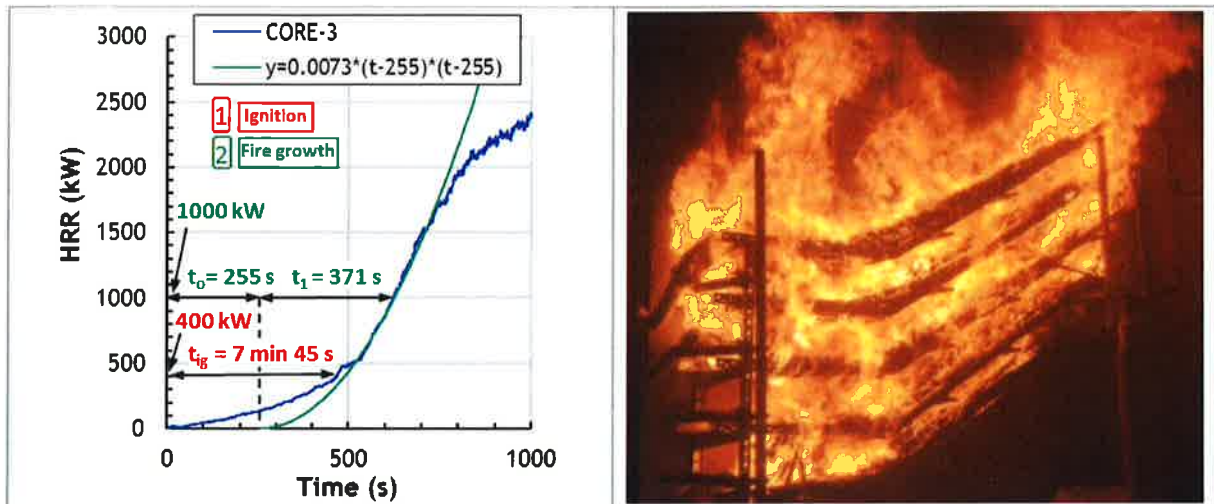 3000
2500
2000
1500
1000
500
0
HRR (kW)
CORE-3
y=0.0073*(t-255)*(t-255)
1 Ignition
2 Fire growth
1000 kW
t₀= 255 s t₁ = 371 s
400 kW
tᵢg = 7 min 45 s
0 500 1000
Time (s)